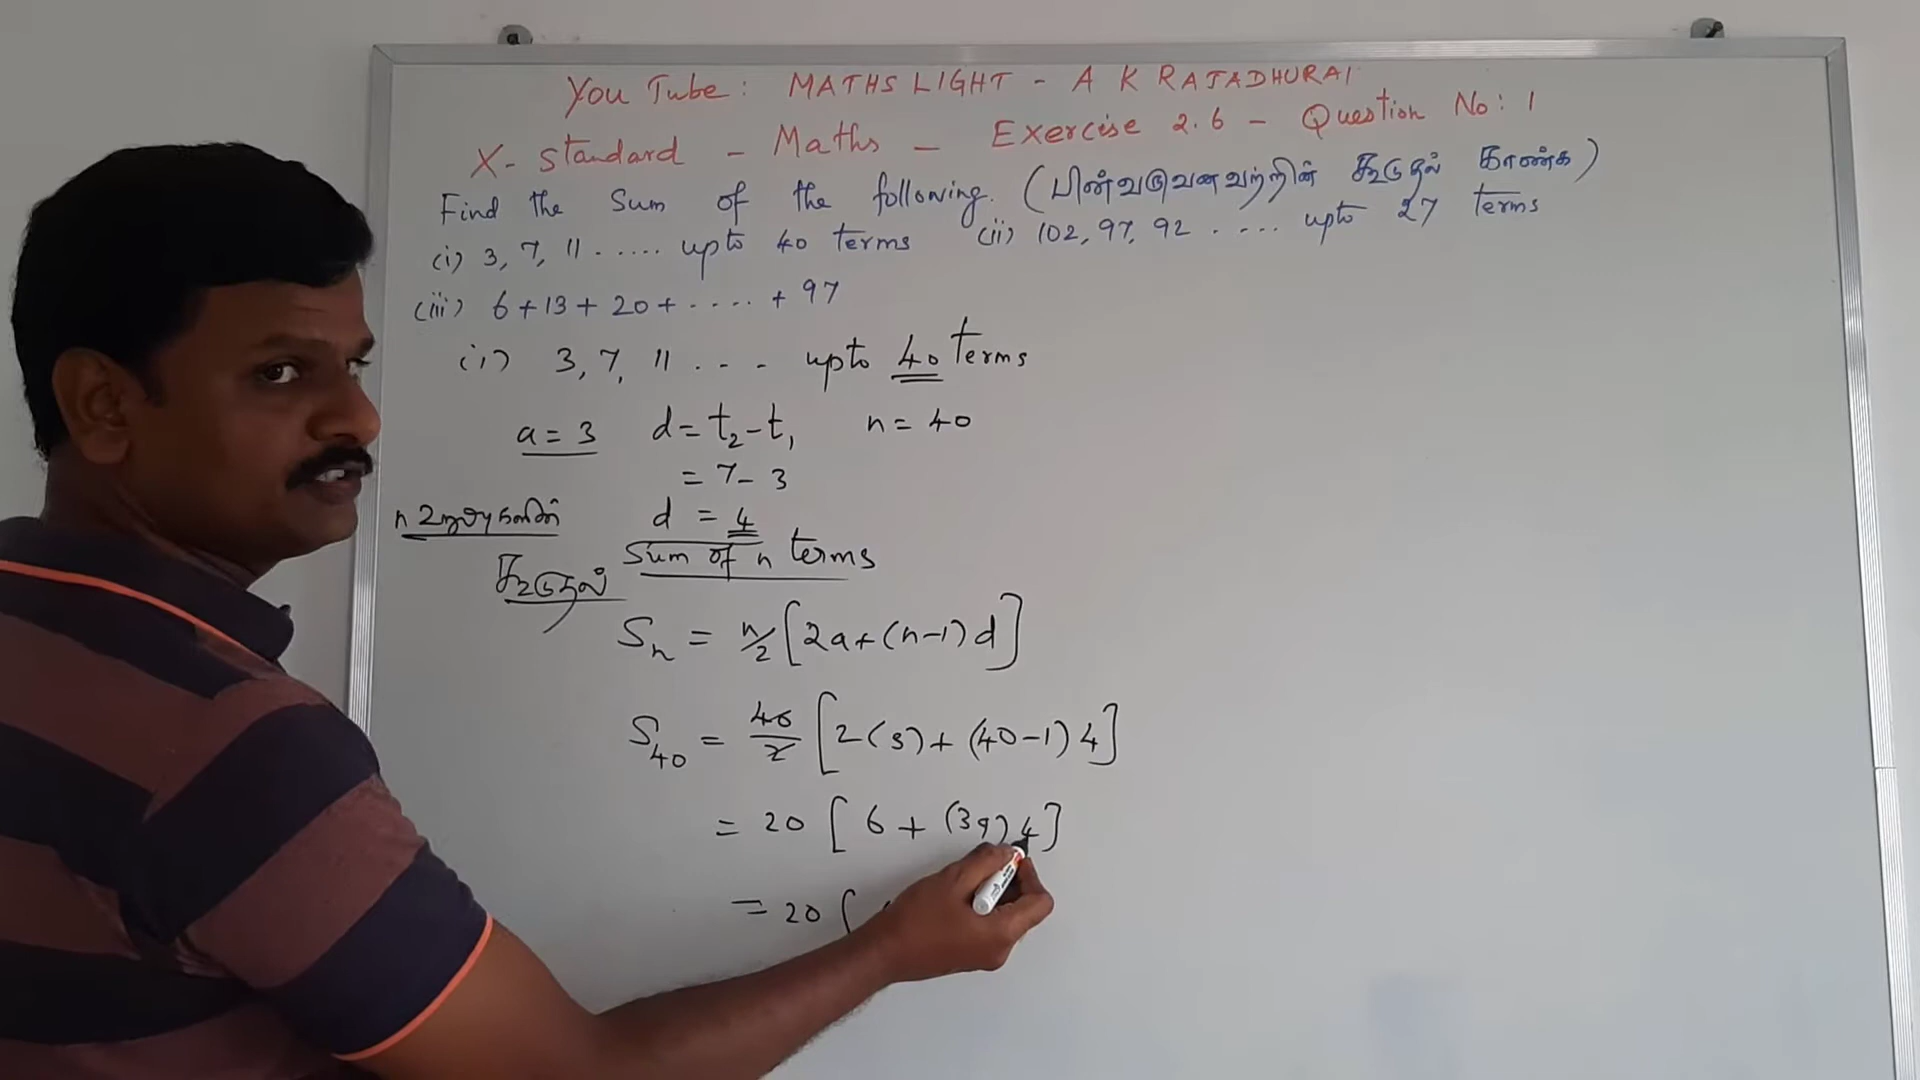 You Tube: MATHS LIGHT - A K RAJADHURAI
X- Standard - Maths - Exercise 2.6 - Question No: 1
Find the Sum of the following. (பின்வருவனவற்றின் கூடுதல் காண்க)
(i) 3, 7, 11 ..... upto 40 terms (ii) 102, 97, 92 .... upto 27 terms
(iii) 6+13+20+ .... +97
(i) 3, 7, 11 ... upto 40 terms
a=3 d=t₂-t₁ n=40
=7-3
d=4
n உறுப்புகளின்
கூடுதல்
Sum of n terms
Sₙ = n/2 [2a+(n-1)d]
S₄₀ = 40/2 [2(3)+(40-1)4]
= 20 [6+(39)4]
= 20 [